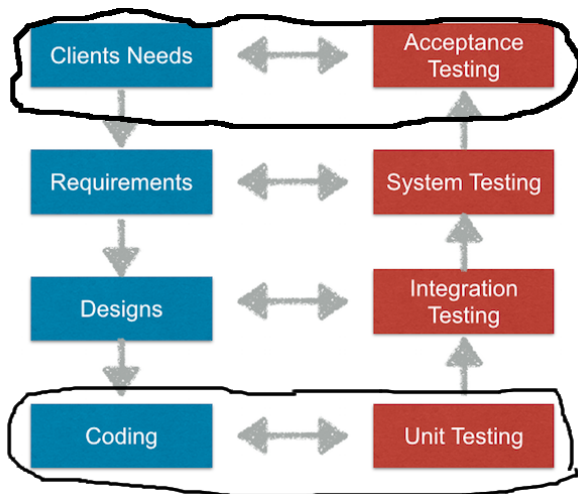 Clients Needs
Acceptance
Testing
Requirements
System Testing
Designs
Integration
Testing
Coding
Unit Testing